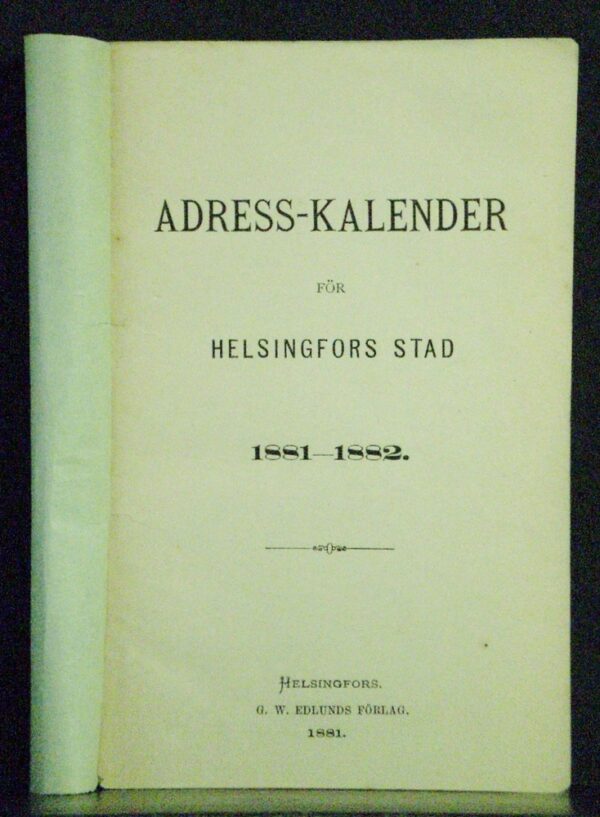 ADRESS-KALENDER
FÖR
HELSINGFORS STAD
1881—1882.
HELSINGFORS.
G. W. EDLUNDS FÖRLAG.
1881.